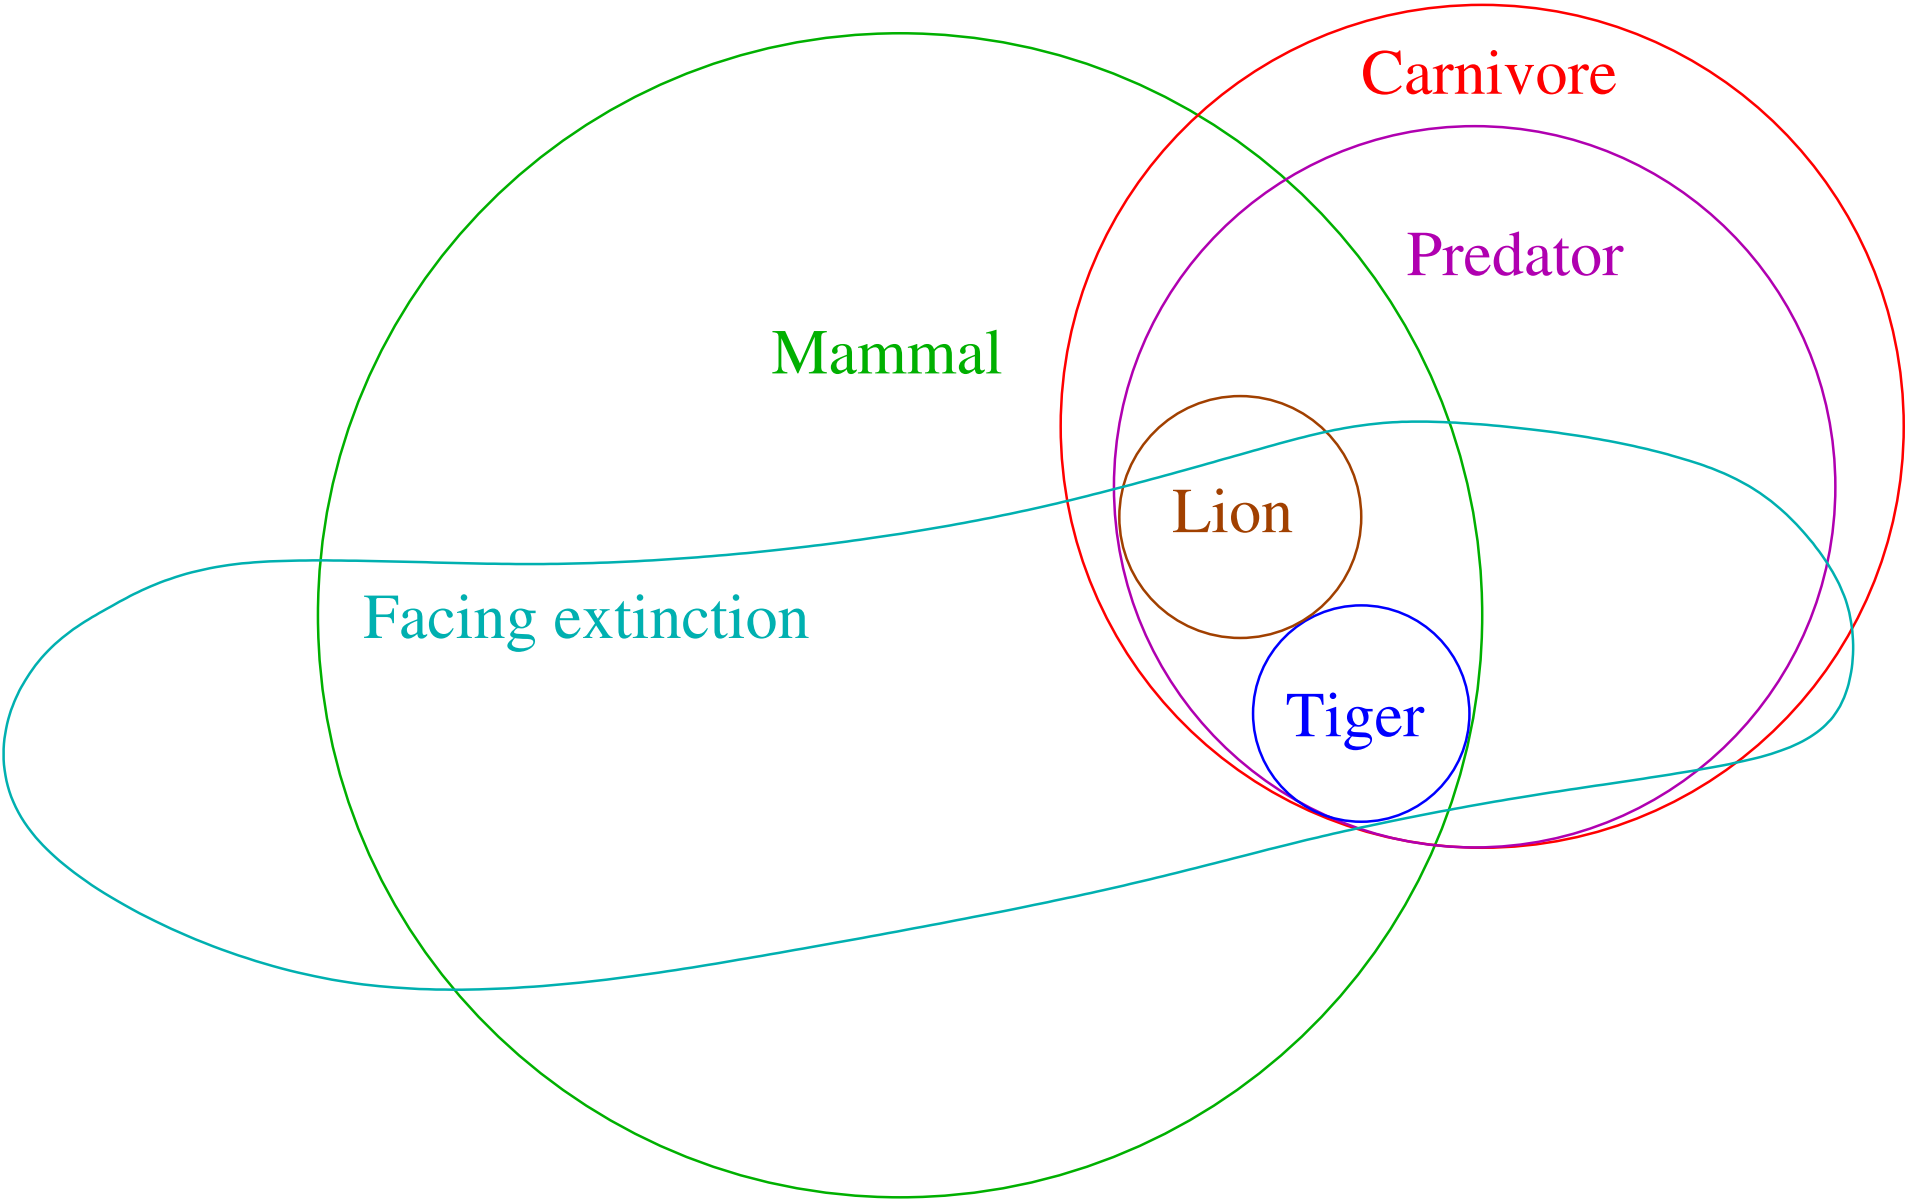 Carnivore
Predator
Mammal
Lion
Facing extinction
Tiger